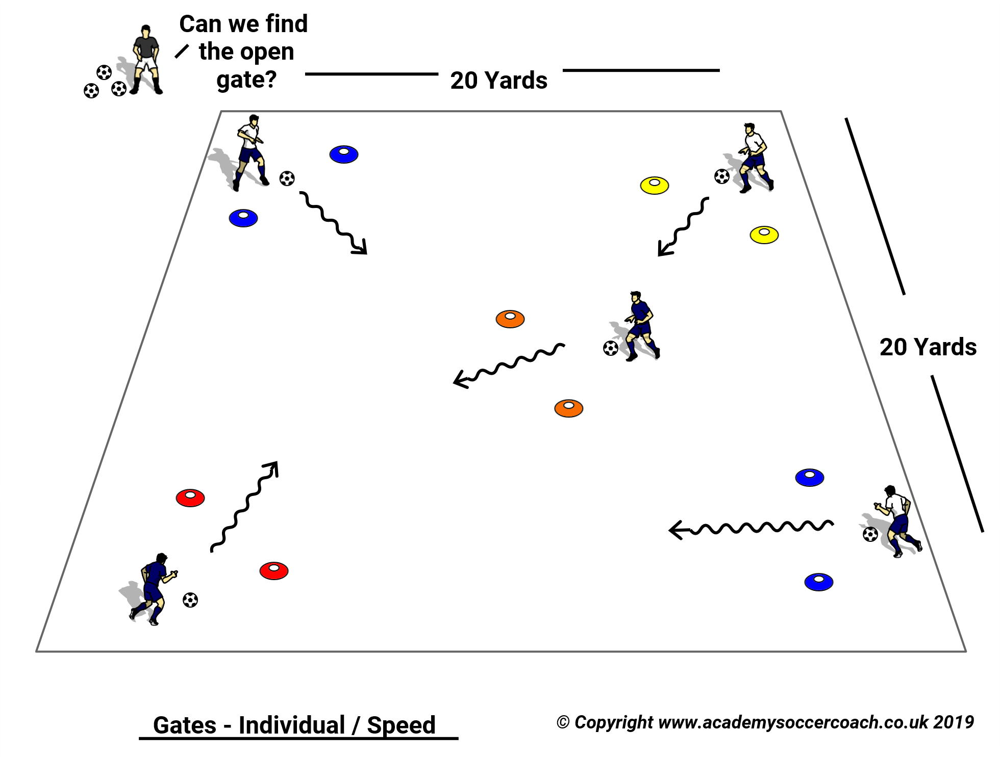 Can we find
the open
gate?
20 Yards
20 Yards
Gates - Individual / Speed
© Copyright www.academysoccercoach.co.uk 2019